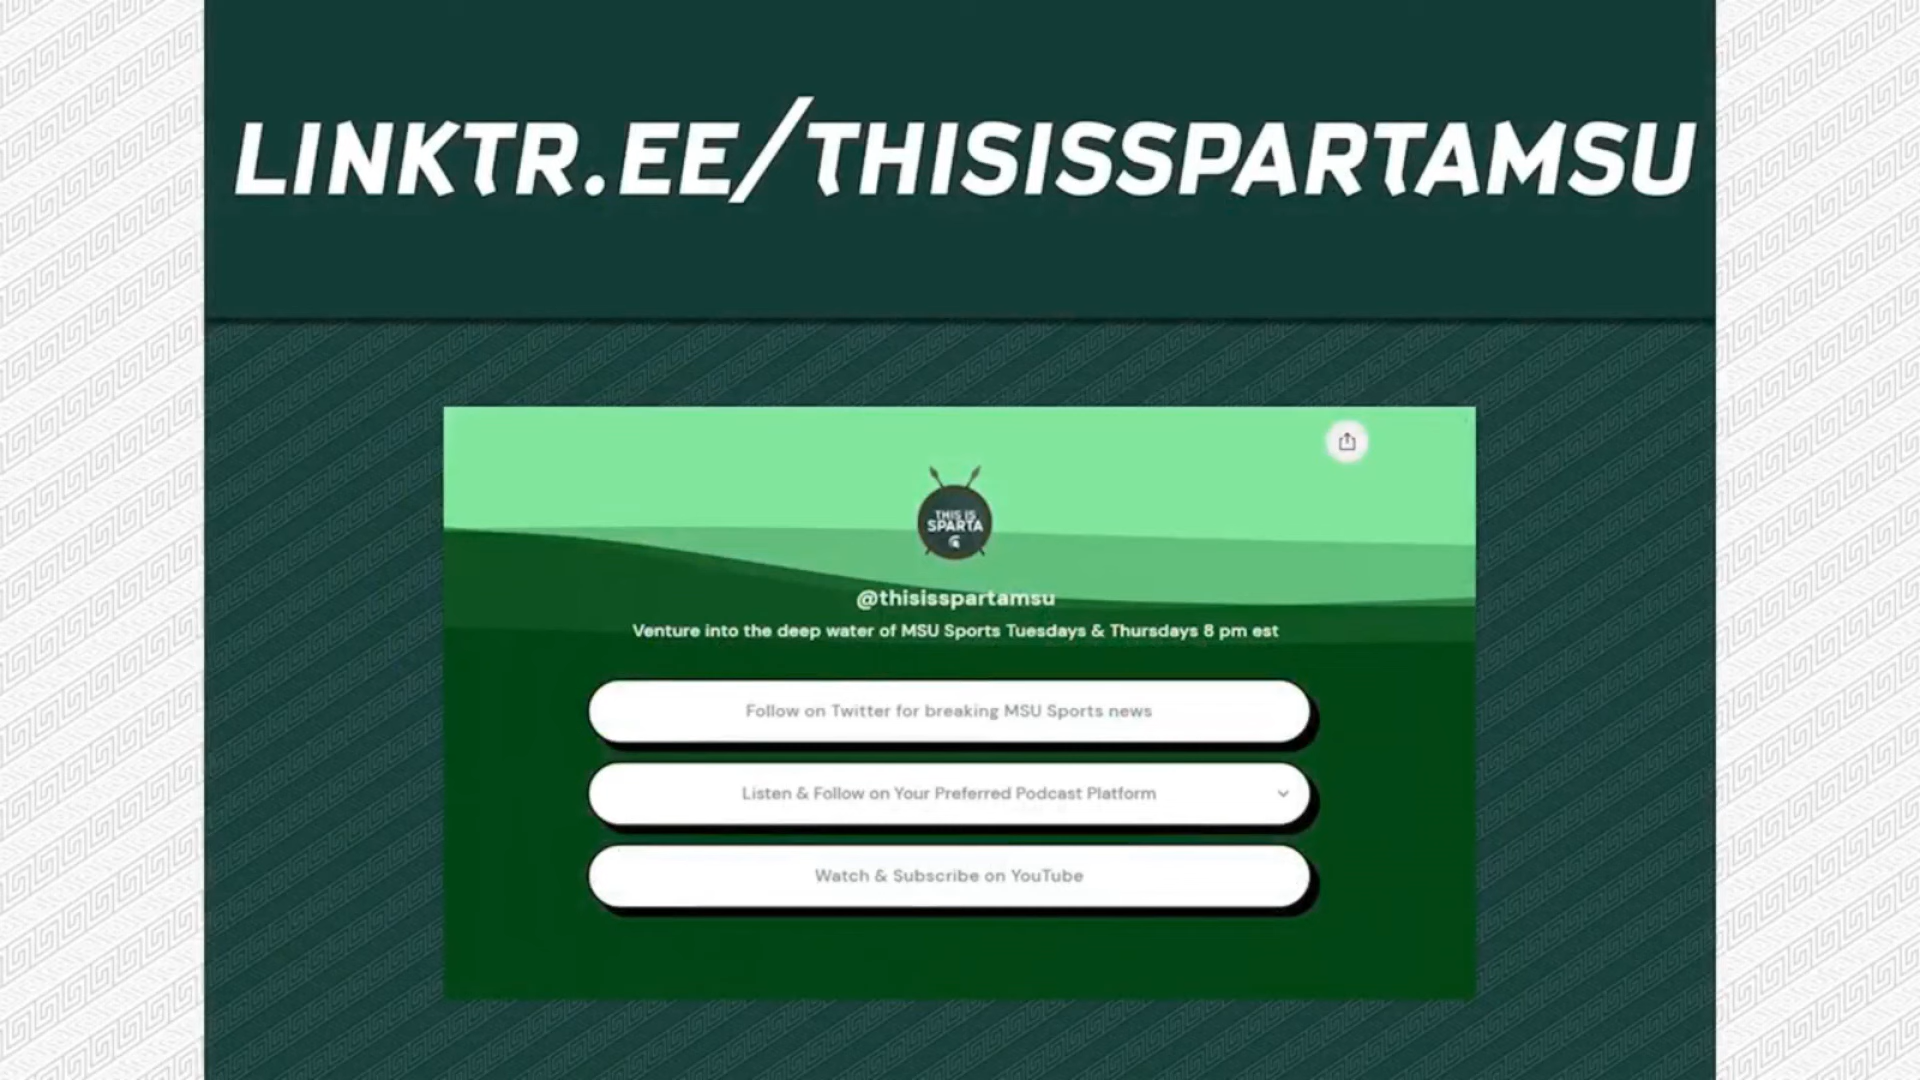 LINKTR.EE/THISISSPARTAMSU
THIS IS
SPARTA
@thisisspartamsu
Venture into the deep water of MSU Sports Tuesdays & Thursdays 8 pm est
Follow on Twitter for breaking MSU Sports news
Listen & Follow on Your Preferred Podcast Platform
Watch & Subscribe on YouTube